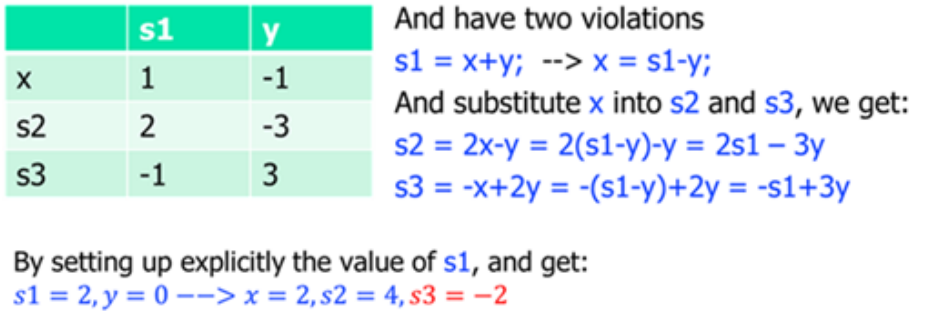 s1 y
x 1 -1
s2 2 -3
s3 -1 3
And have two violations
s1 = x+y; --> x = s1-y;
And substitute x into s2 and s3, we get:
s2 = 2x-y = 2(s1-y)-y = 2s1 – 3y
s3 = -x+2y = -(s1-y)+2y = -s1+3y
By setting up explicitly the value of s1, and get:
s1 = 2, y = 0 −−> x = 2, s2 = 4, s3 = −2